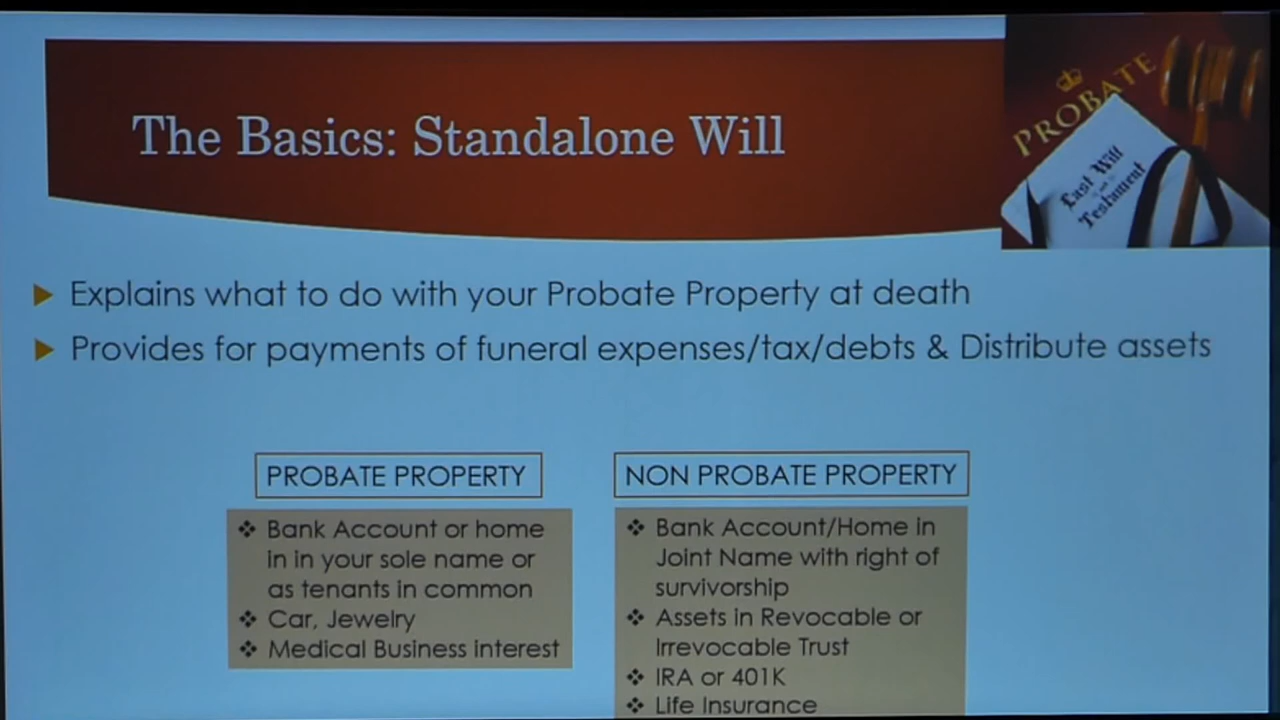 The Basics: Standalone Will
PROBATE
Last Will
and
Testament
Explains what to do with your Probate Property at death
Provides for payments of funeral expenses/tax/debts & Distribute assets
PROBATE PROPERTY
Bank Account or home
in in your sole name or
as tenants in common
Car, Jewelry
Medical Business interest
NON PROBATE PROPERTY
Bank Account/Home in
Joint Name with right of
survivorship
Assets in Revocable or
Irrevocable Trust
IRA or 401K
Life Insurance